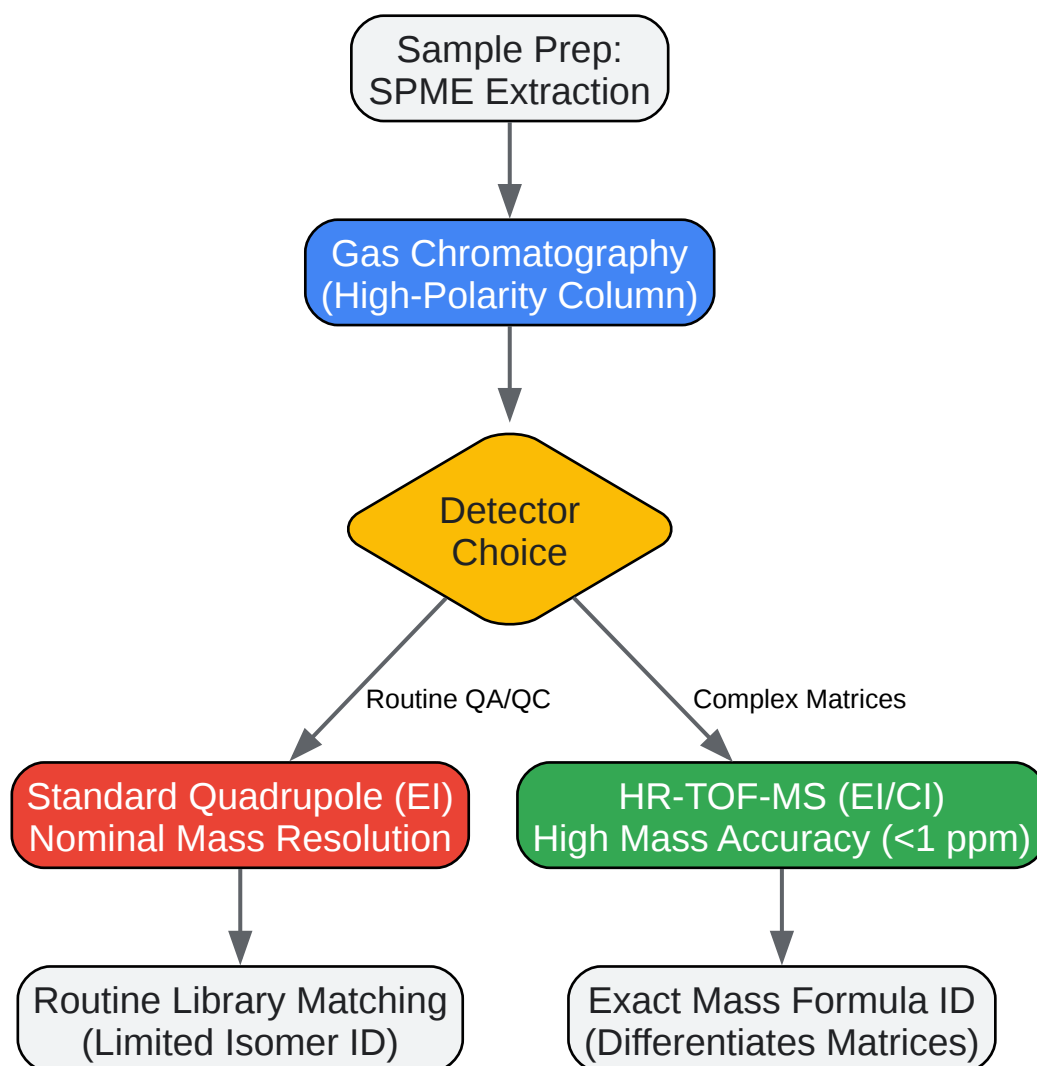 Sample Prep:
SPME Extraction
Gas Chromatography
(High-Polarity Column)
Detector
Choice
Routine QA/QC
Complex Matrices
Standard Quadrupole (EI)
Nominal Mass Resolution
HR-TOF-MS (EI/CI)
High Mass Accuracy (<1 ppm)
Routine Library Matching
(Limited Isomer ID)
Exact Mass Formula ID
(Differentiates Matrices)